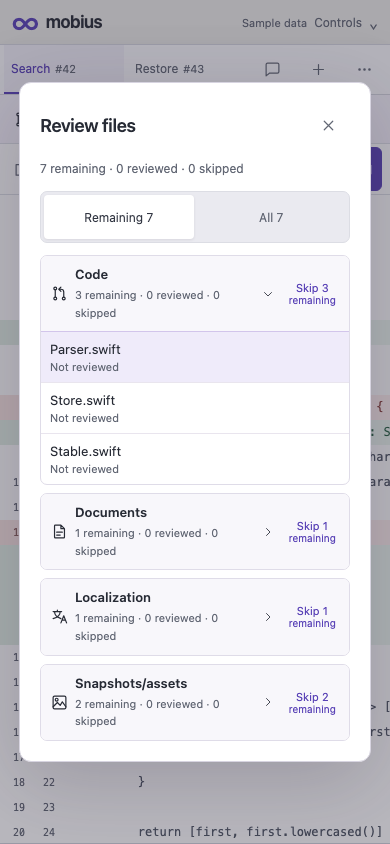 mobius
Sample data Controls
Search #42 Restore #43
Review files
7 remaining · 0 reviewed · 0 skipped
Remaining 7 All 7
Code
3 remaining · 0 reviewed · 0
skipped
Skip 3
remaining
Parser.swift
Not reviewed
Store.swift
Not reviewed
Stable.swift
Not reviewed
Documents
1 remaining · 0 reviewed · 0
skipped
Skip 1
remaining
Localization
1 remaining · 0 reviewed · 0
skipped
Skip 1
remaining
Snapshots/assets
2 remaining · 0 reviewed · 0
skipped
Skip 2
remaining
18 22 }
19 23
20 24 return [first, first.lowercased()]